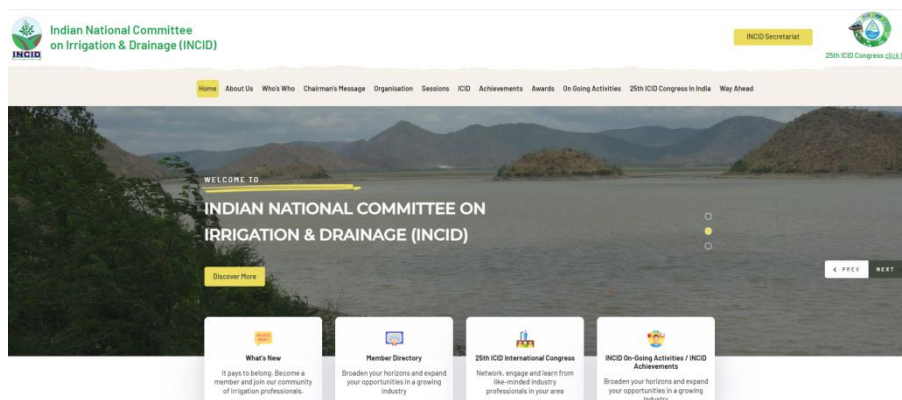 INCID
Indian National Committee
on Irrigation & Drainage (INCID)
INCID Secretariat
25th ICID Congress click
Home About Us Who's Who Chairman's Message Organisation Sessions ICID Achievements Awards On Going Activities 25th ICID Congress In India Way Ahead
WELCOME TO
INDIAN NATIONAL COMMITTEE ON
IRRIGATION & DRAINAGE (INCID)
Discover More
PREV NEXT
What's New
It pays to belong. Become a
member and join our community
of irrigation professionals.
Member Directory
Broaden your horizons and expand
your opportunities in a growing
industry
25th ICID International Congress
Network, engage and learn from
like-minded industry
professionals in your area
INCID On-Going Activities / INCID
Achievements
Broaden your horizons and expand
your opportunities in a growing
industry